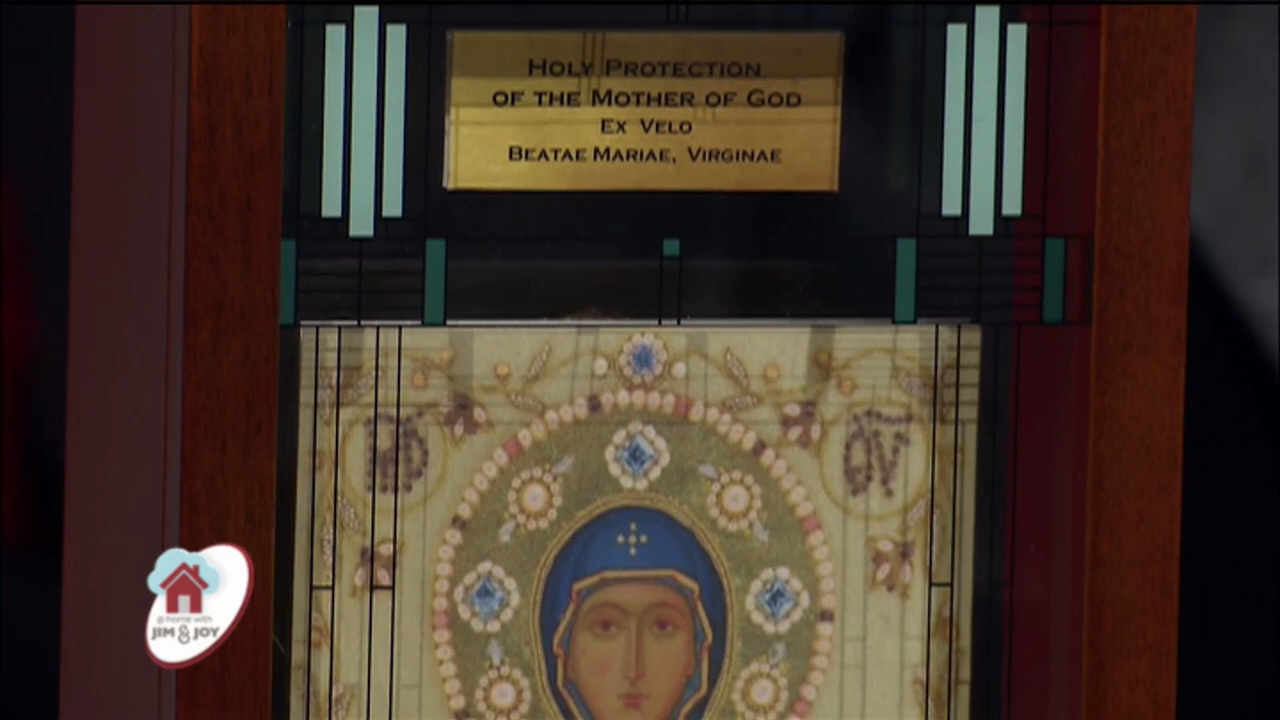 HOLY PROTECTION
OF THE MOTHER OF GOD
EX VELO
BEATAE MARIAE, VIRGINAE
@ home with
JIM & JOY